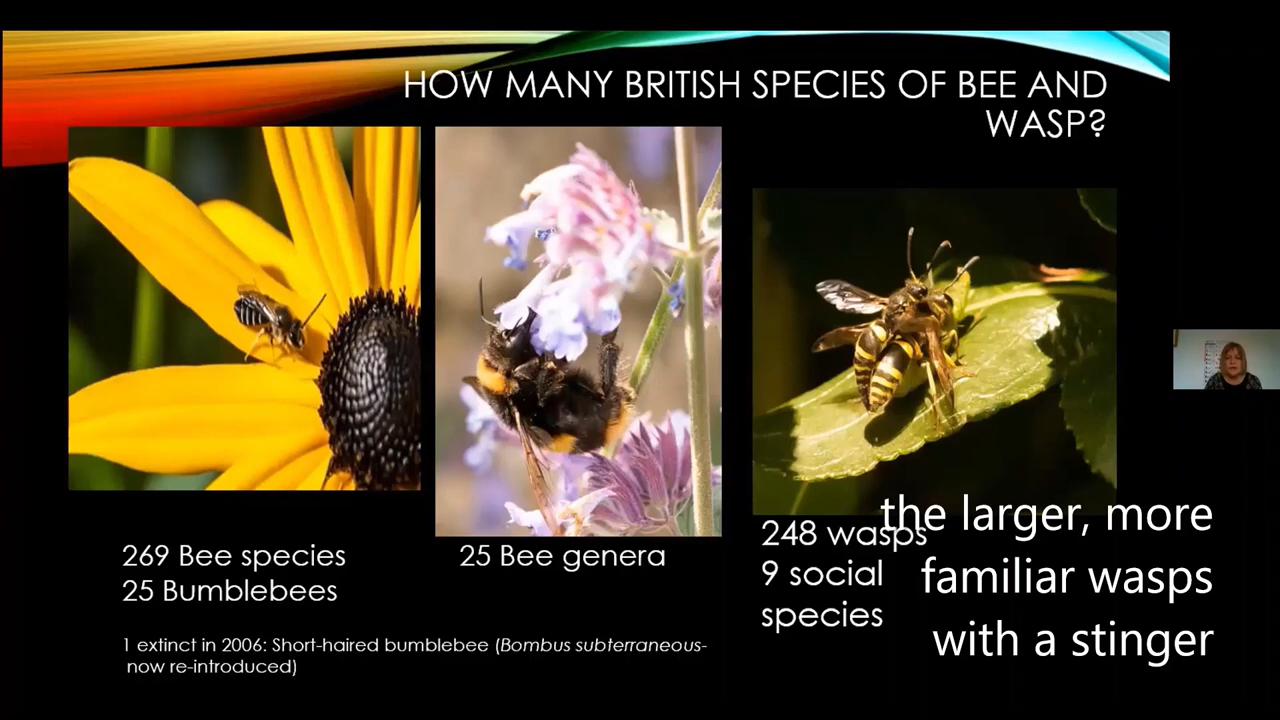 HOW MANY BRITISH SPECIES OF BEE AND
WASP?
269 Bee species
25 Bumblebees
25 Bee genera
248 wasps
9 social
species
1 extinct in 2006: Short-haired bumblebee (Bombus subterraneous-
now re-introduced)
the larger, more
familiar wasps
with a stinger